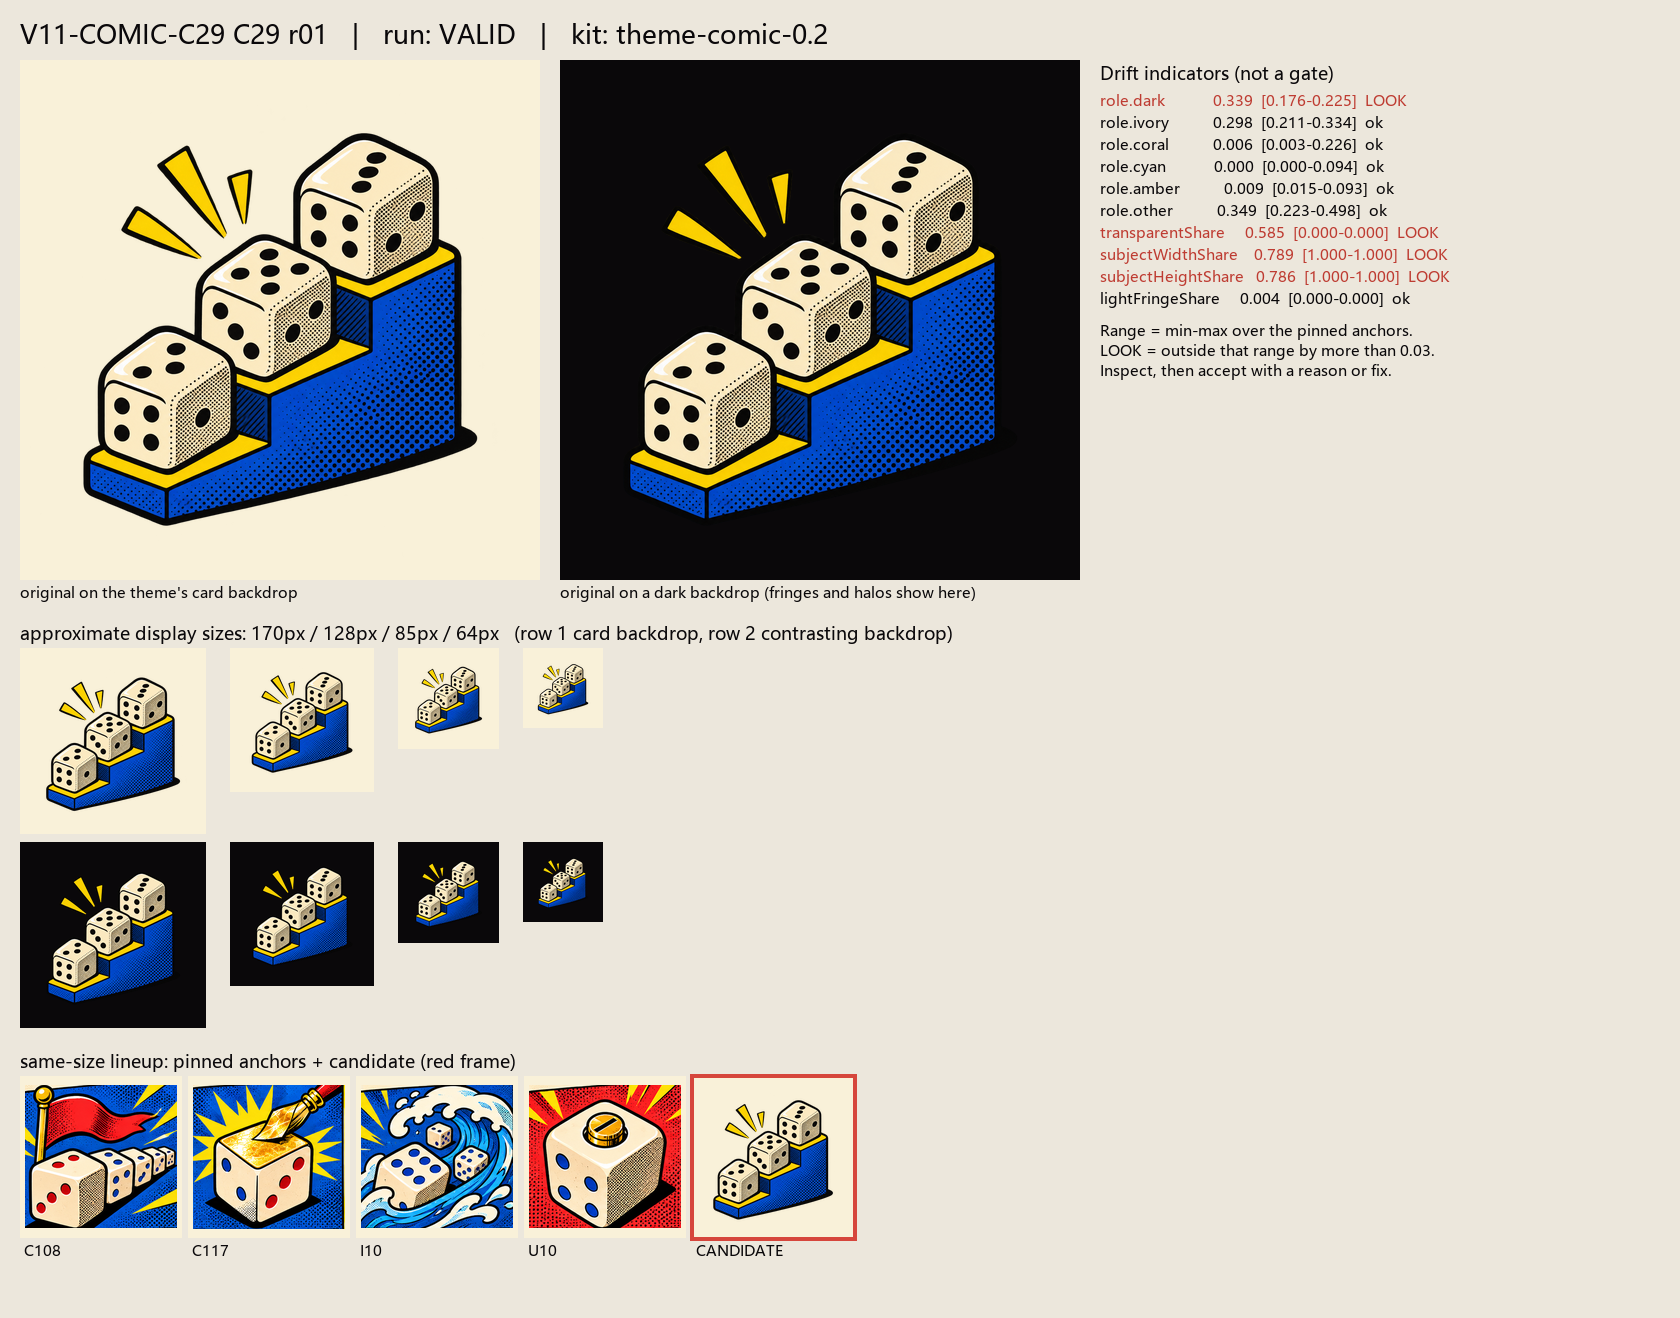 V11-COMIC-C29 C29 r01 | run: VALID | kit: theme-comic-0.2
Drift indicators (not a gate)
role.dark 0.339 [0.176-0.225] LOOK
role.ivory 0.298 [0.211-0.334] ok
role.coral 0.006 [0.003-0.226] ok
role.cyan 0.000 [0.000-0.094] ok
role.amber 0.009 [0.015-0.093] ok
role.other 0.349 [0.223-0.498] ok
transparentShare 0.585 [0.000-0.000] LOOK
subjectWidthShare 0.789 [1.000-1.000] LOOK
subjectHeightShare 0.786 [1.000-1.000] LOOK
lightFringeShare 0.004 [0.000-0.000] ok
Range = min-max over the pinned anchors.
LOOK = outside that range by more than 0.03.
Inspect, then accept with a reason or fix.
original on the theme's card backdrop
original on a dark backdrop (fringes and halos show here)
approximate display sizes: 170px / 128px / 85px / 64px (row 1 card backdrop, row 2 contrasting backdrop)
same-size lineup: pinned anchors + candidate (red frame)
C108
C117
I10
U10
CANDIDATE